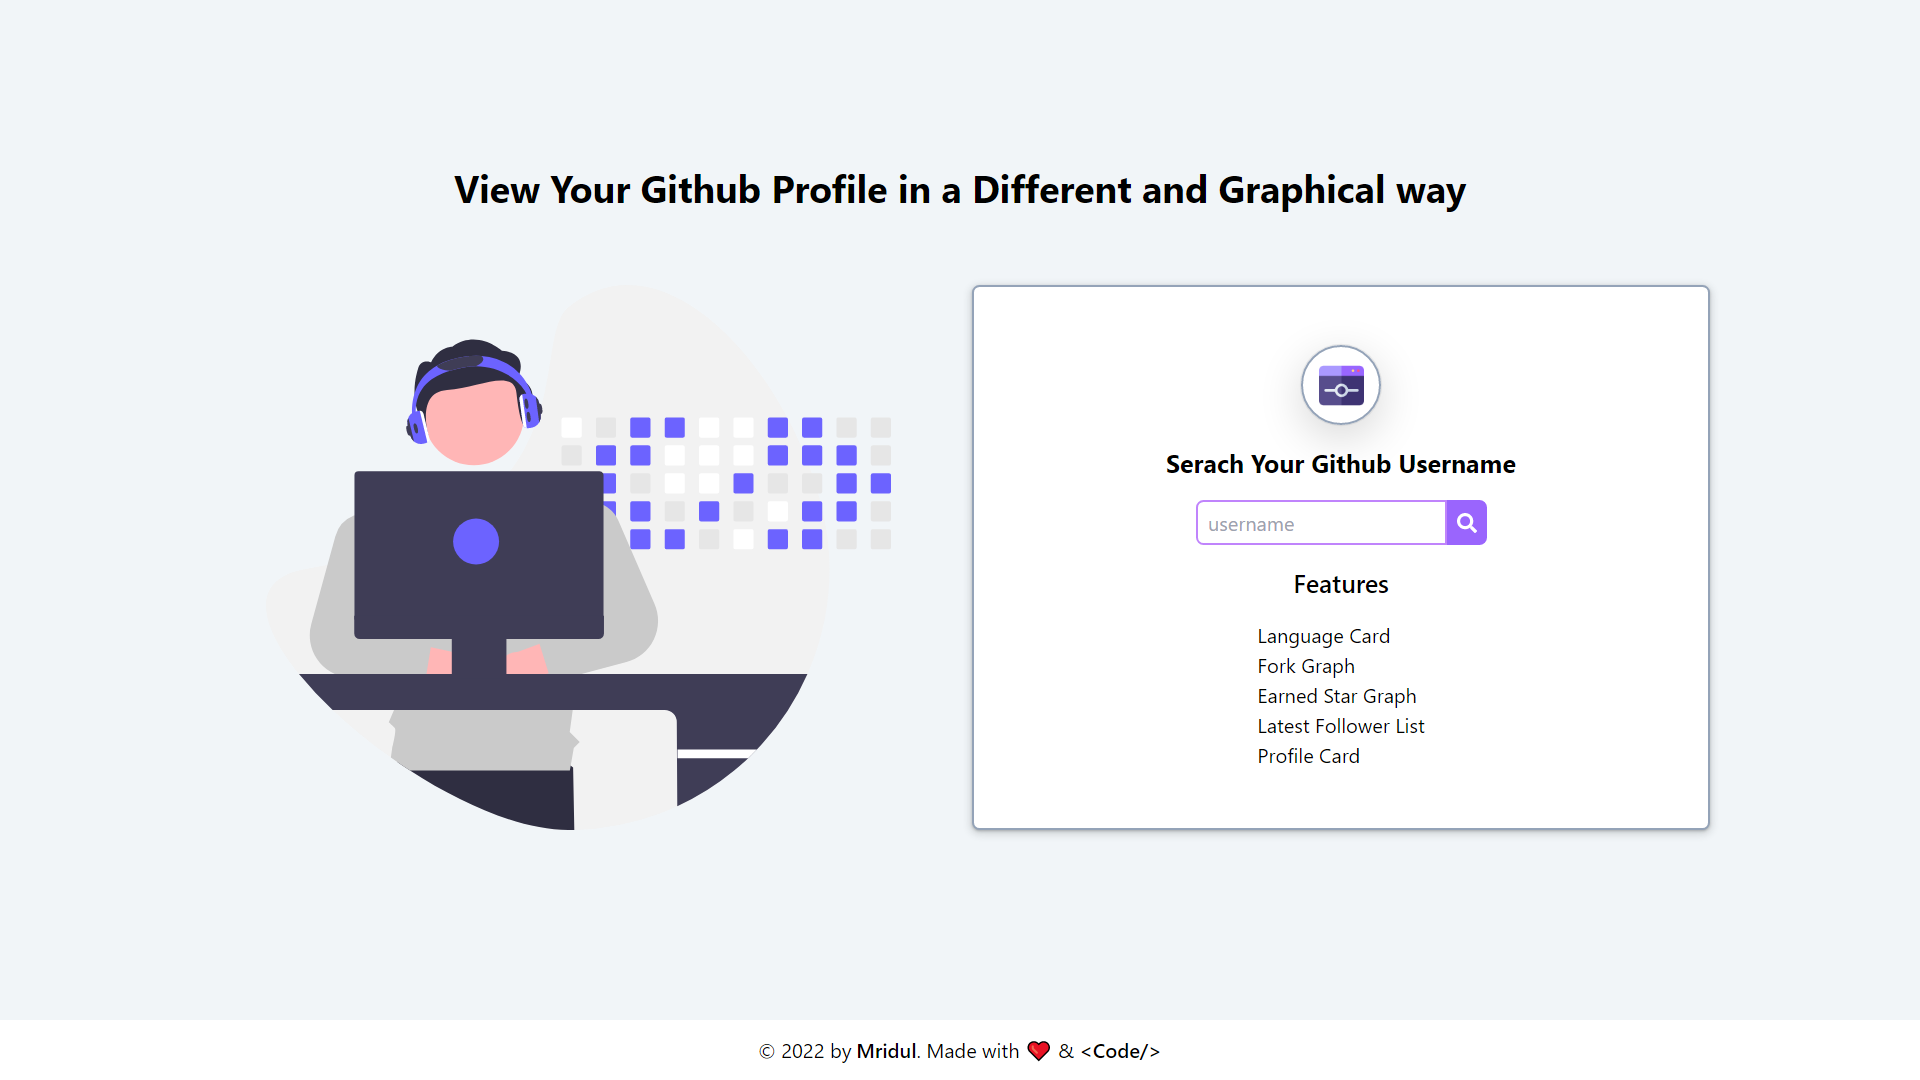 View Your Github Profile in a Different and Graphical way
Serach Your Github Username
username
Features
Language Card
Fork Graph
Earned Star Graph
Latest Follower List
Profile Card
© 2022 by Mridul. Made with ❤️ & <Code/>